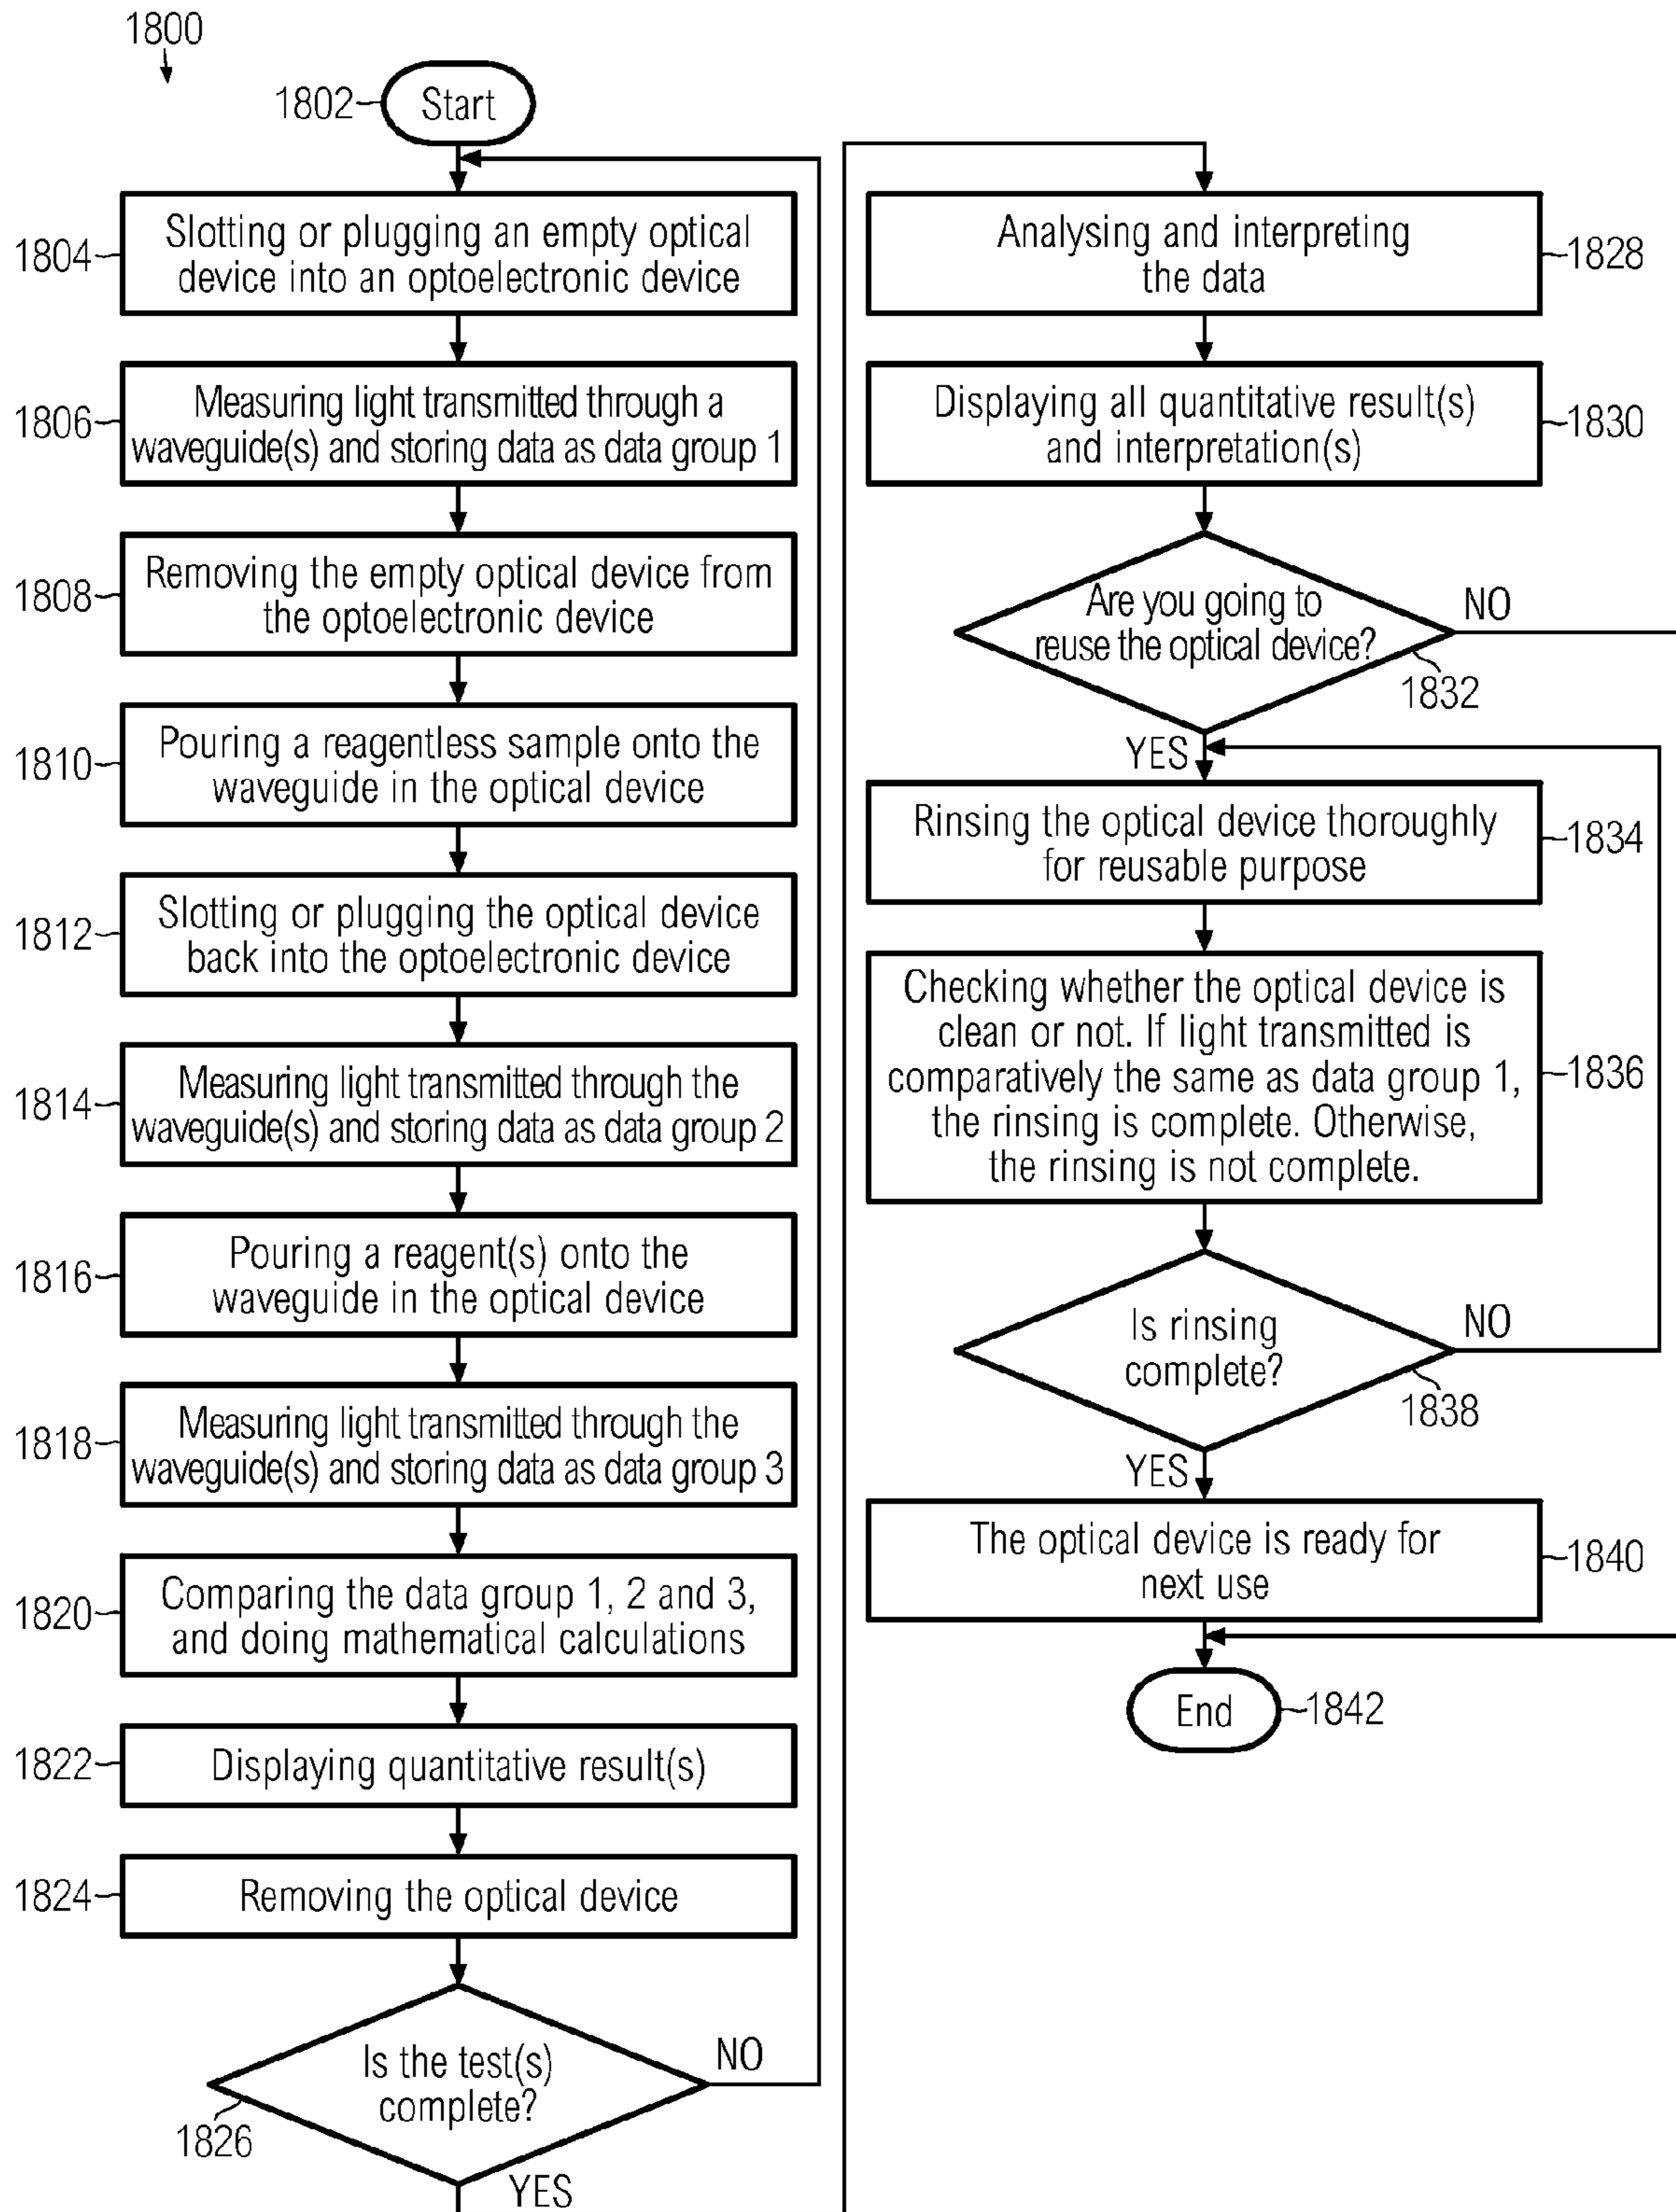 1800
1802
Start
1804
Slotting or plugging an empty optical
device into an optoelectronic device
1806
Measuring light transmitted through a
waveguide(s) and storing data as data group 1
1808
Removing the empty optical device from
the optoelectronic device
1810
Pouring a reagentless sample onto the
waveguide in the optical device
1812
Slotting or plugging the optical device
back into the optoelectronic device
1814
Measuring light transmitted through the
waveguide(s) and storing data as data group 2
1816
Pouring a reagent(s) onto the
waveguide in the optical device
1818
Measuring light transmitted through the
waveguide(s) and storing data as data group 3
1820
Comparing the data group 1, 2 and 3,
and doing mathematical calculations
1822
Displaying quantitative result(s)
1824
Removing the optical device
Is the test(s)
complete?
NO
1826
YES
Analysing and interpreting
the data
1828
Displaying all quantitative result(s)
and interpretation(s)
1830
Are you going to
reuse the optical device?
NO
1832
YES
Rinsing the optical device thoroughly
for reusable purpose
1834
Checking whether the optical device is
clean or not. If light transmitted is
comparatively the same as data group 1,
the rinsing is complete. Otherwise,
the rinsing is not complete.
1836
Is rinsing
complete?
NO
1838
YES
The optical device is ready for
next use
1840
End
1842